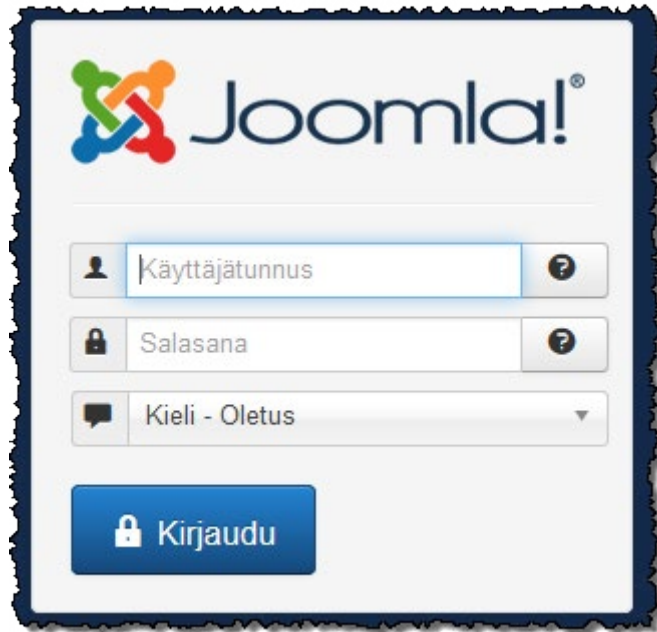 Joomla!®
Käyttäjätunnus
Salasana
Kieli - Oletus
Kirjaudu